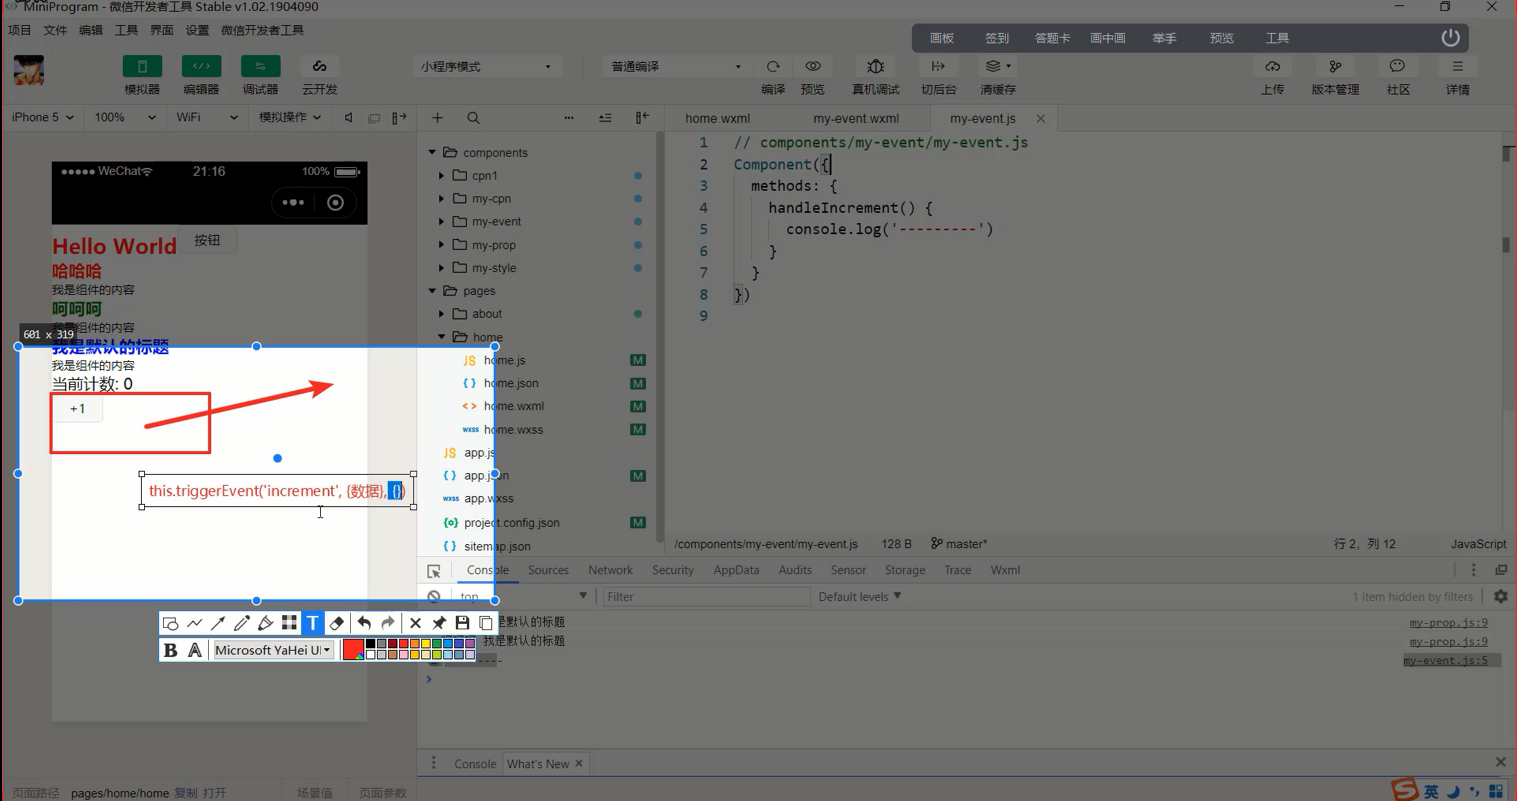 MiniProgram - 微信开发者工具 Stable v1.02.1904090
项目 文件 编辑 工具 界面 设置 微信开发者工具
画板 签到 答题卡 画中画 举手 预览 工具
小程序模式 普通编译
模拟器 编辑器 调试器 云开发 编译 预览 真机调试 切后台 清缓存 上传 版本管理 社区 详情
iPhone 5 100% WiFi 模拟操作
home.wxml my-event.wxml my-event.js
WeChat 21:16 100%
Hello World 按钮
哈哈哈
我是组件的内容
呵呵呵
我是组件的内容
601 x 319
我是默认的标题
我是组件的内容
当前计数: 0
+1
this.triggerEvent('increment', {数据}, {})
components
cpn1
my-cpn
my-event
my-prop
my-style
pages
about
home
JS home.js M
{ } home.json M
< > home.wxml M
wxss home.wxss M
JS app.js
{ } app.json M
wxss app.wxss
{o} project.config.json M
{ } sitemap.json
1 // components/my-event/my-event.js
2 Component({
3 methods: {
4 handleIncrement() {
5 console.log('---------')
6 }
7 }
8 })
9
/components/my-event/my-event.js 128 B master* 行 2，列 12 JavaScript
Console Sources Network Security AppData Audits Sensor Storage Trace Wxml
top Filter Default levels 1 item hidden by filters
是默认的标题 my-prop.js:9
我是默认的标题 my-prop.js:9
my-event.js:5
T
B A Microsoft YaHei UI
Console What's New
页面路径 pages/home/home 复制 打开 场景值 页面参数
S 英